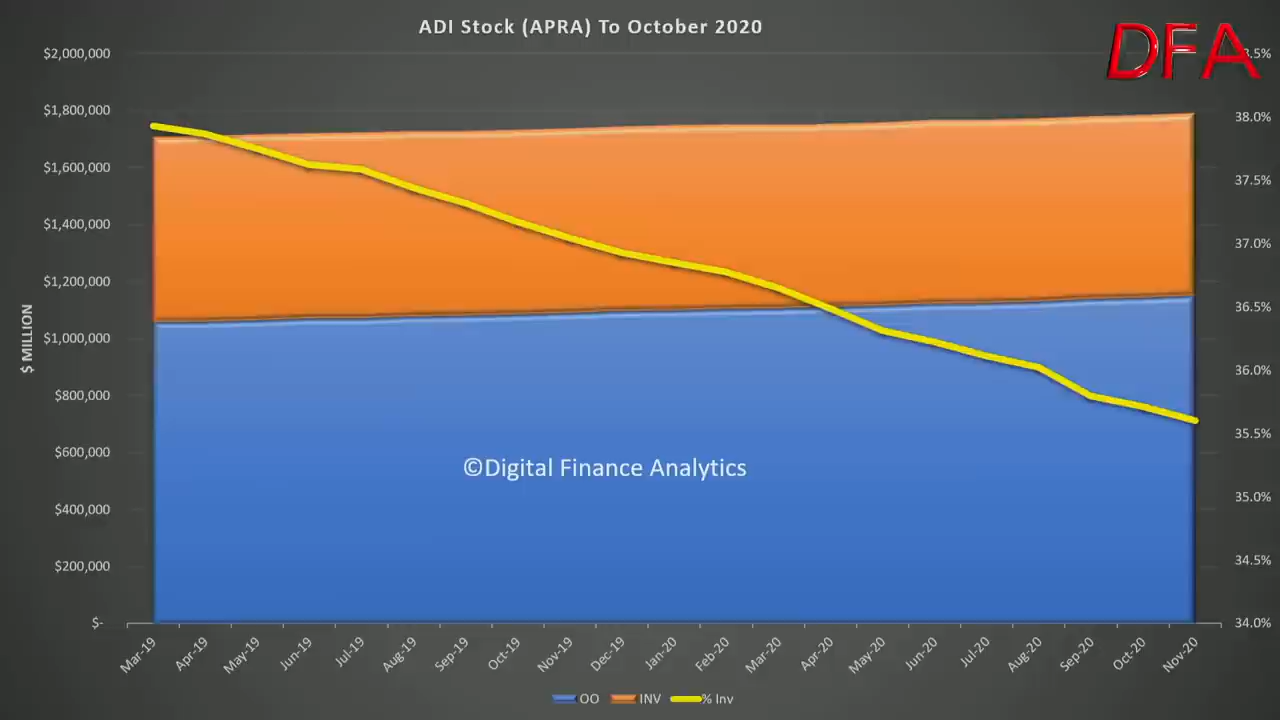 ADI Stock (APRA) To October 2020
DFA
$2,000,000
$1,800,000
$1,600,000
$1,400,000
$1,200,000
$1,000,000
$800,000
$600,000
$400,000
$200,000
$-
$ MILLION
38.0%
37.5%
37.0%
36.5%
36.0%
35.5%
35.0%
34.5%
34.0%
©Digital Finance Analytics
Mar-19
Apr-19
May-19
Jun-19
Jul-19
Aug-19
Sep-19
Oct-19
Nov-19
Dec-19
Jan-20
Feb-20
Mar-20
Apr-20
May-20
Jun-20
Jul-20
Aug-20
Sep-20
Oct-20
Nov-20
OO INV % Inv